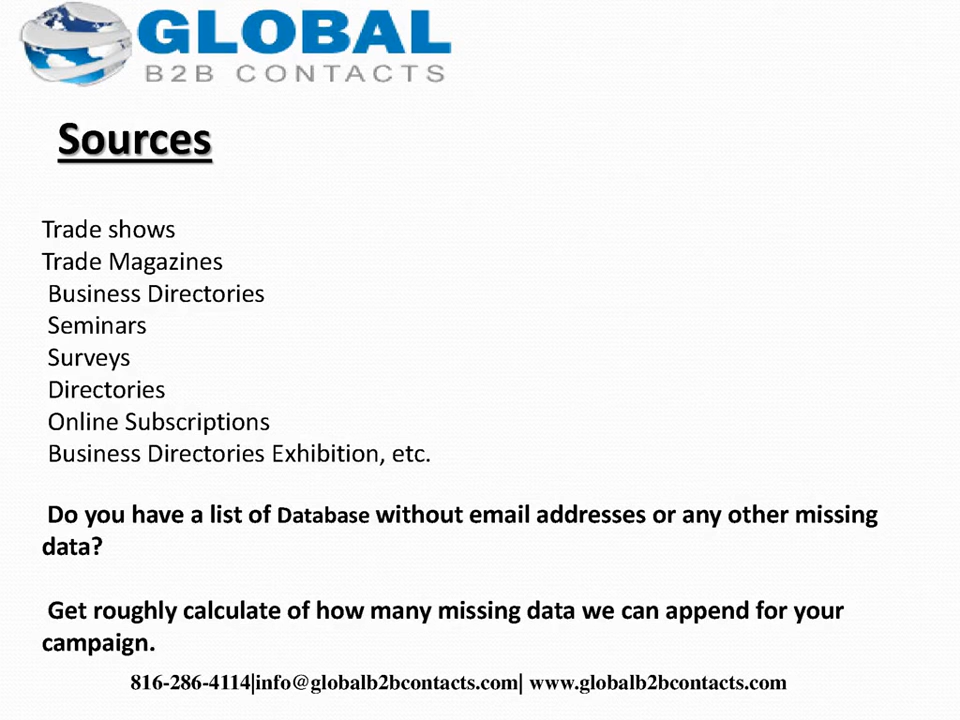 GLOBAL
B2B CONTACTS
Sources
Trade shows
Trade Magazines
Business Directories
Seminars
Surveys
Directories
Online Subscriptions
Business Directories Exhibition, etc.
Do you have a list of Database without email addresses or any other missing
data?
Get roughly calculate of how many missing data we can append for your
campaign.
816-286-4114|info@globalb2bcontacts.com| www.globalb2bcontacts.com